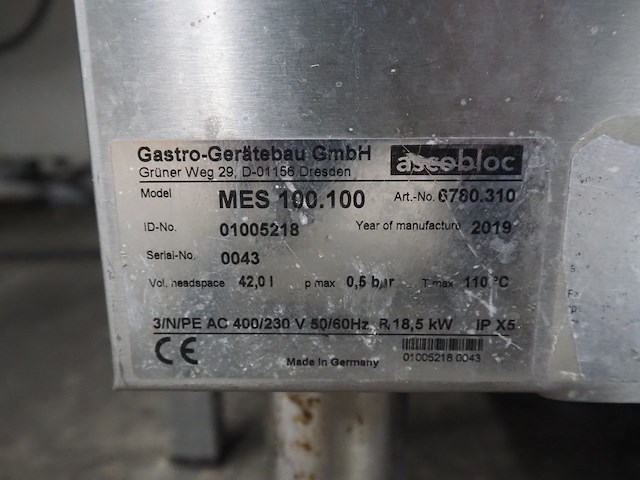 Gastro-Gerätebau GmbH ascobloc
Grüner Weg 29, D-01156 Dresden
Model MES 100.100 Art.-No. 6780.310
ID-No. 01005218 Year of manufacture 2019
Serial-No. 0043
Vol. headspace 42,0 l p max 0,5 bar T max 110 °C
3/N/PE AC 400/230 V 50/60Hz, P, 18,5 kW IP X5
CE Made in Germany 01005218 0043